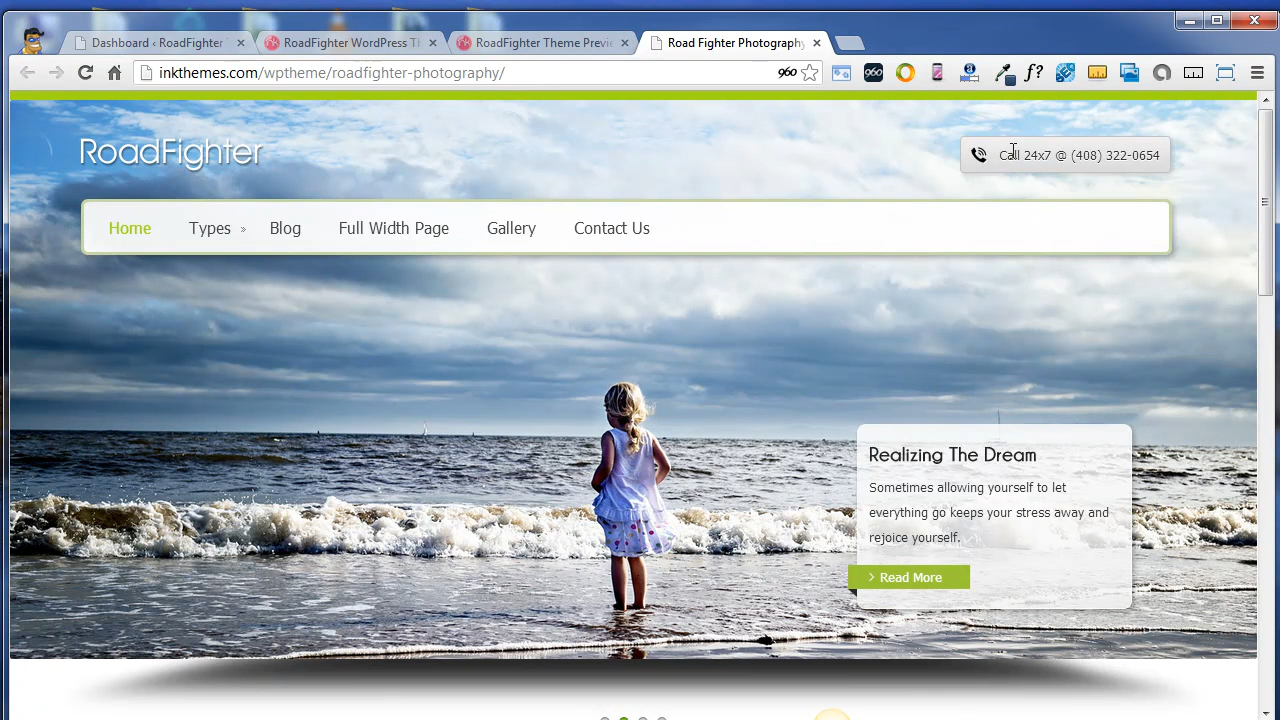 Dashboard ‹ RoadFighter
RoadFighter WordPress Th
RoadFighter Theme Previe
Road Fighter Photography
inkthemes.com/wptheme/roadfighter-photography/
960
960
f?
RoadFighter
Call 24x7 @ (408) 322-0654
Home Types » Blog Full Width Page Gallery Contact Us
Realizing The Dream
Sometimes allowing yourself to let
everything go keeps your stress away and
rejoice yourself.
Read More